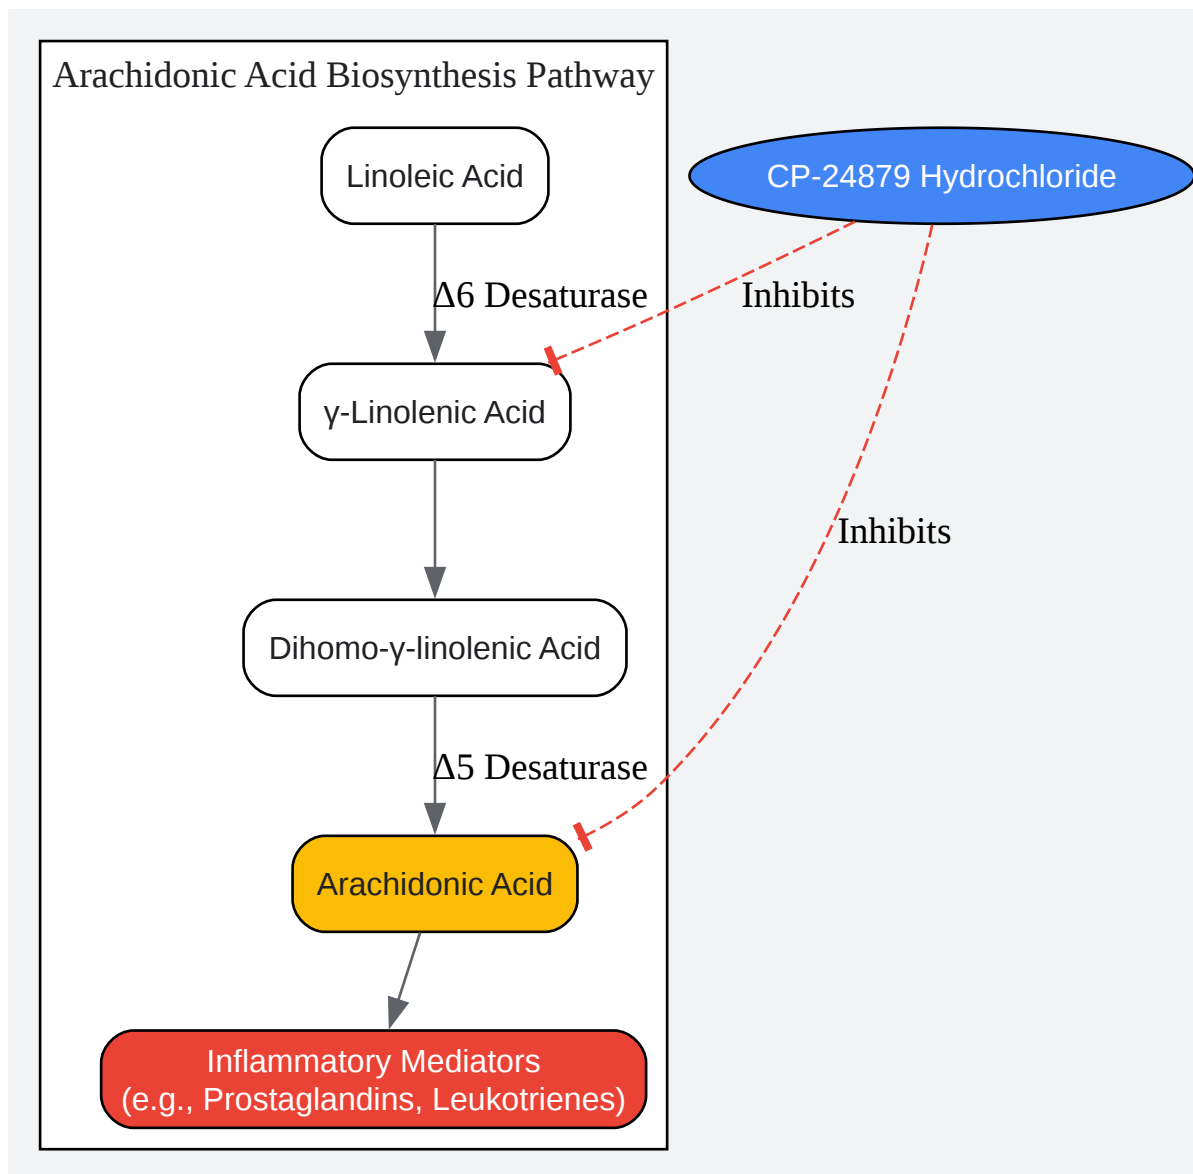 Arachidonic Acid Biosynthesis Pathway
Linoleic Acid
CP-24879 Hydrochloride
Δ6 Desaturase
Inhibits
γ-Linolenic Acid
Inhibits
Dihomo-γ-linolenic Acid
Δ5 Desaturase
Arachidonic Acid
Inflammatory Mediators
(e.g., Prostaglandins, Leukotrienes)